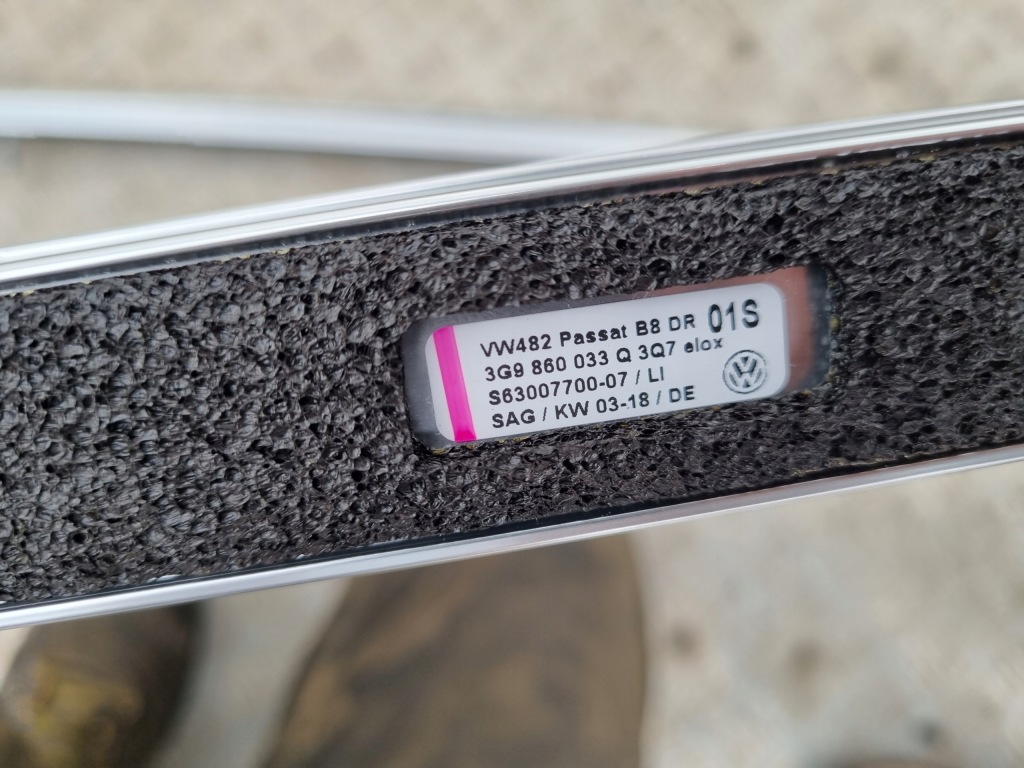 VW482 Passat B8 DR 01S
3G9 860 033 Q 3Q7 elox
S63007700-07 / LI
SAG / KW 03-18 / DE